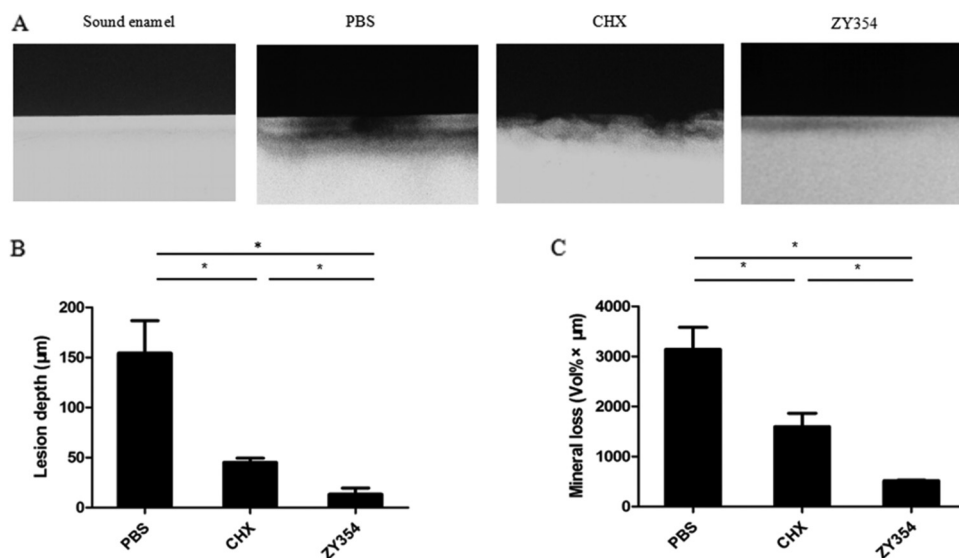 A
Sound enamel
PBS
CHX
ZY354
B
*
* *
Lesion depth (μm)
200
150
100
50
0
PBS
CHX
ZY354
C
*
* *
Mineral loss (Vol%× μm)
4000
3000
2000
1000
0
PBS
CHX
ZY354